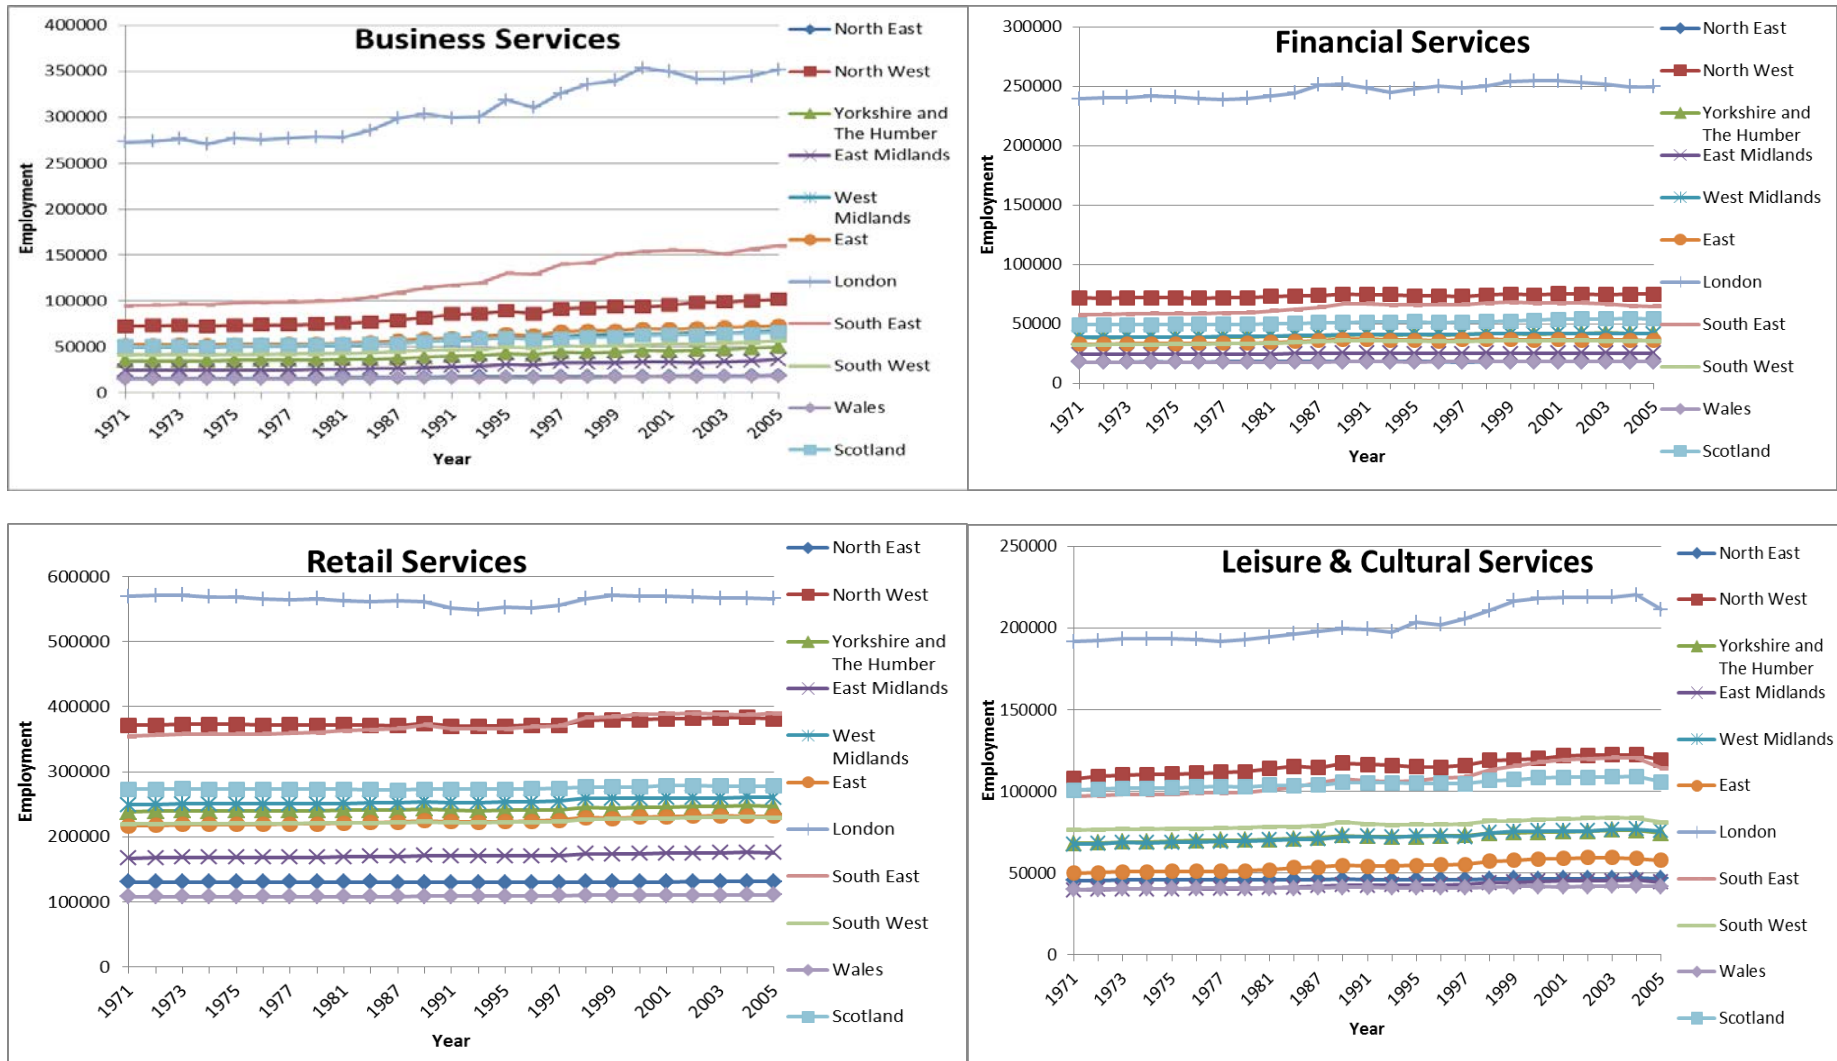 Business Services
400000
350000
300000
250000
200000
150000
100000
50000
0
Employment
1971
1973
1975
1977
1981
1987
1991
1995
1997
1999
2001
2003
2005
Year
North East
North West
Yorkshire and
The Humber
East Midlands
West
Midlands
East
London
South East
South West
Wales
Scotland
Financial Services
300000
250000
200000
150000
100000
50000
0
Employment
1971
1973
1975
1977
1981
1987
1991
1995
1997
1999
2001
2003
2005
Year
North East
North West
Yorkshire and
The Humber
East Midlands
West Midlands
East
London
South East
South West
Wales
Scotland
Retail Services
600000
500000
400000
300000
200000
100000
0
Employment
1971
1973
1975
1977
1981
1987
1991
1995
1997
1999
2001
2003
2005
Year
North East
North West
Yorkshire and
The Humber
East Midlands
West
Midlands
East
London
South East
South West
Wales
Scotland
Leisure & Cultural Services
250000
200000
150000
100000
50000
0
Employment
1971
1973
1975
1977
1981
1987
1991
1995
1997
1999
2001
2003
2005
Year
North East
North West
Yorkshire and
The Humber
East Midlands
West Midlands
East
London
South East
South West
Wales
Scotland